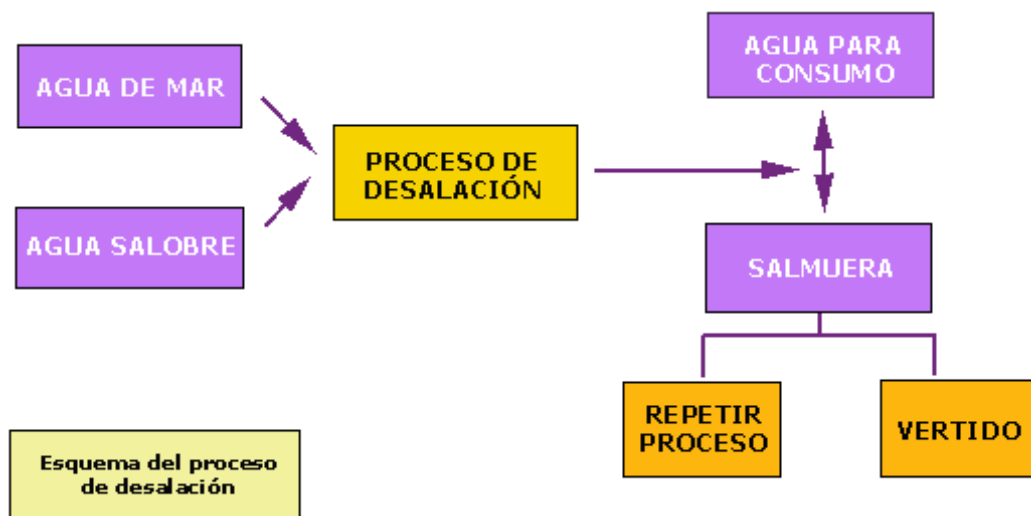 AGUA DE MAR
AGUA SALOBRE
PROCESO DE
DESALACIÓN
AGUA PARA
CONSUMO
SALMUERA
REPETIR
PROCESO
VERTIDO
Esquema del proceso
de desalación